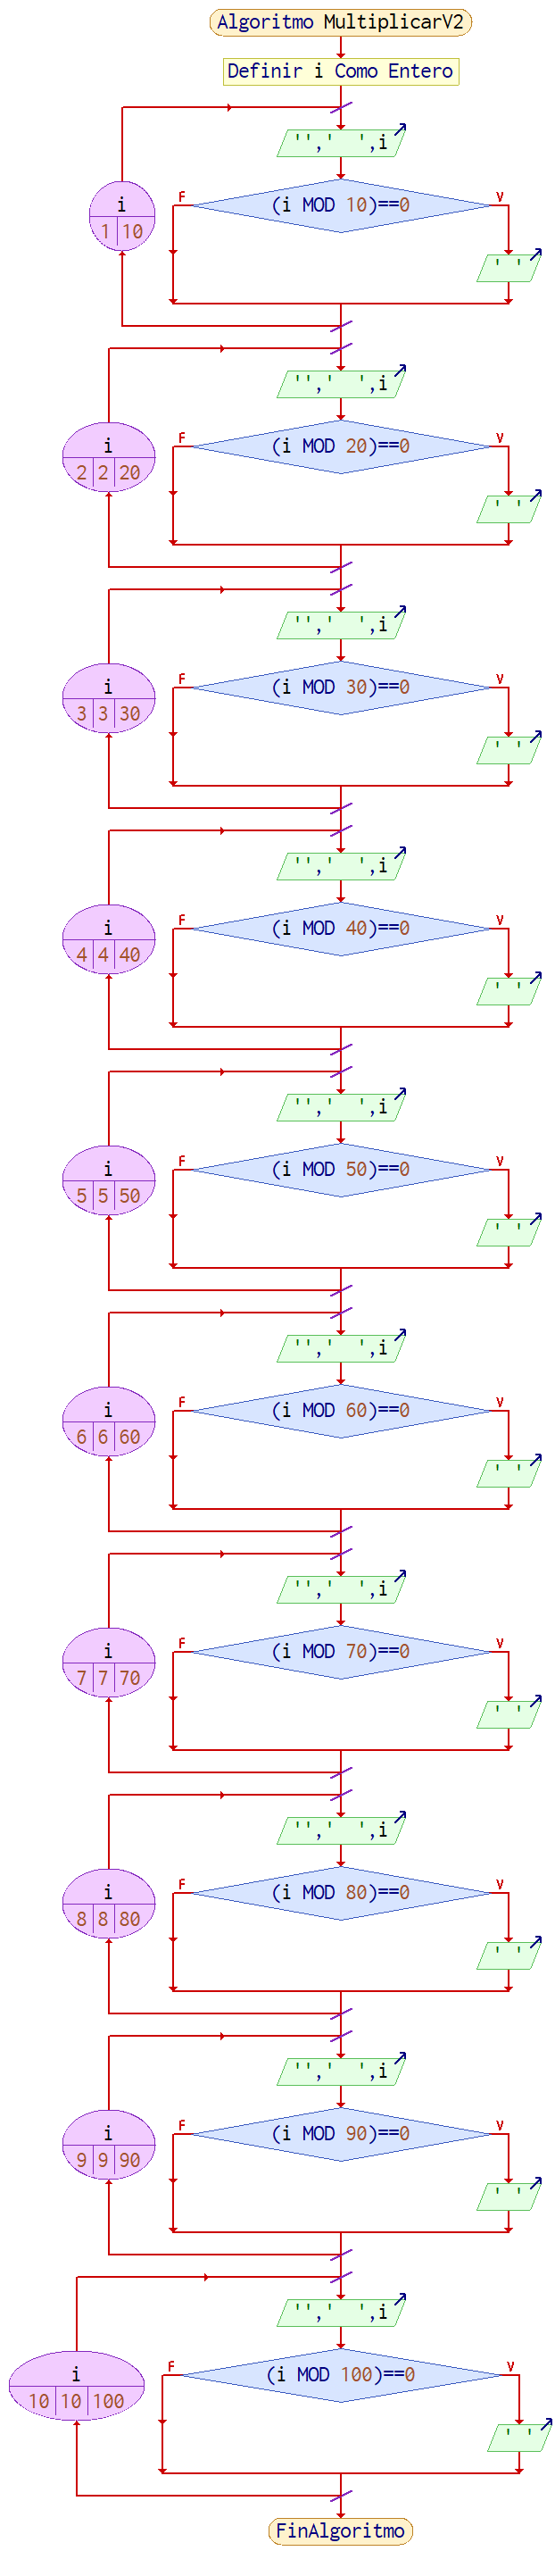 Algoritmo MultiplicarV2
Definir i Como Entero
'','  ',i
F
V
i
(i MOD 10)==0
1 10
' '
'','  ',i
F
V
i
(i MOD 20)==0
2 2 20
' '
'','  ',i
F
V
i
(i MOD 30)==0
3 3 30
' '
'','  ',i
F
V
i
(i MOD 40)==0
4 4 40
' '
'','  ',i
F
V
i
(i MOD 50)==0
5 5 50
' '
'','  ',i
F
V
i
(i MOD 60)==0
6 6 60
' '
'','  ',i
F
V
i
(i MOD 70)==0
7 7 70
' '
'','  ',i
F
V
i
(i MOD 80)==0
8 8 80
' '
'','  ',i
F
V
i
(i MOD 90)==0
9 9 90
' '
'','  ',i
F
V
i
(i MOD 100)==0
10 10 100
' '
FinAlgoritmo